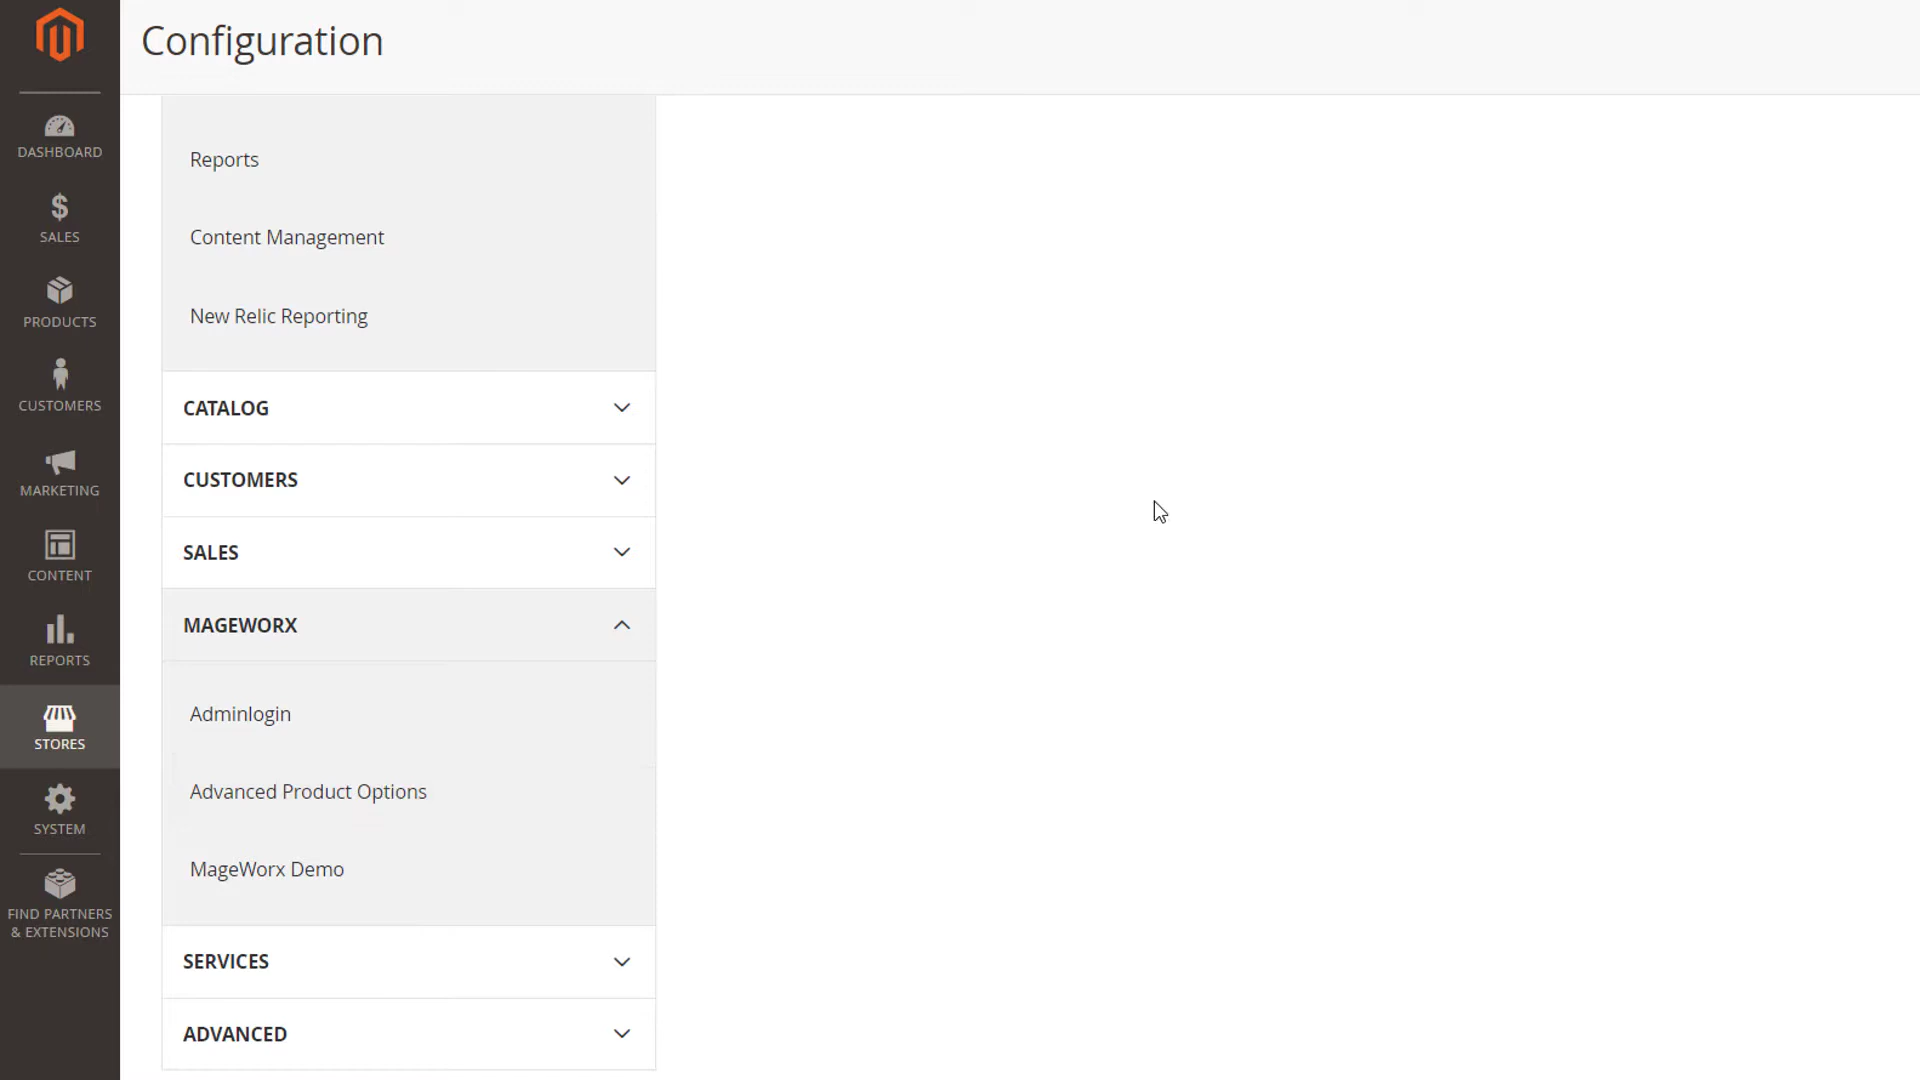 Configuration
DASHBOARD
SALES
PRODUCTS
CUSTOMERS
MARKETING
CONTENT
REPORTS
STORES
SYSTEM
FIND PARTNERS
& EXTENSIONS
Reports
Content Management
New Relic Reporting
CATALOG
CUSTOMERS
SALES
MAGEWORX
Adminlogin
Advanced Product Options
MageWorx Demo
SERVICES
ADVANCED